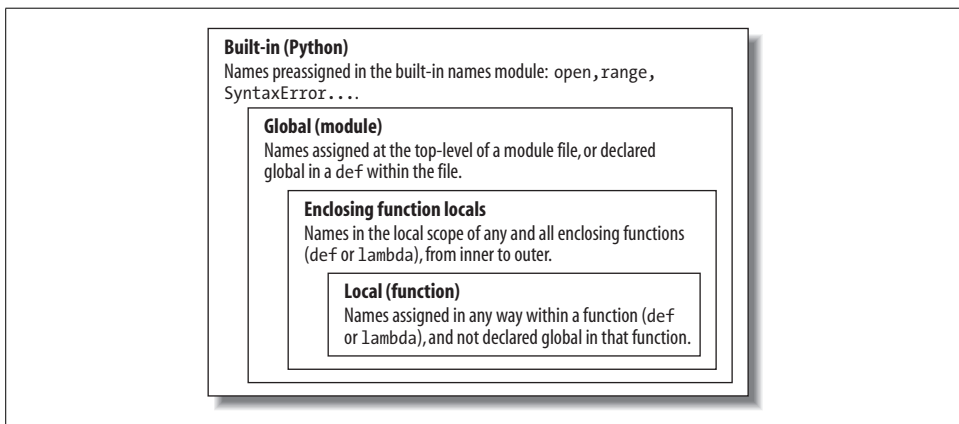 Built-in (Python)
Names preassigned in the built-in names module: open,range,
SyntaxError....
Global (module)
Names assigned at the top-level of a module file, or declared
global in a def within the file.
Enclosing function locals
Names in the local scope of any and all enclosing functions
(def or lambda), from inner to outer.
Local (function)
Names assigned in any way within a function (def
or lambda), and not declared global in that function.